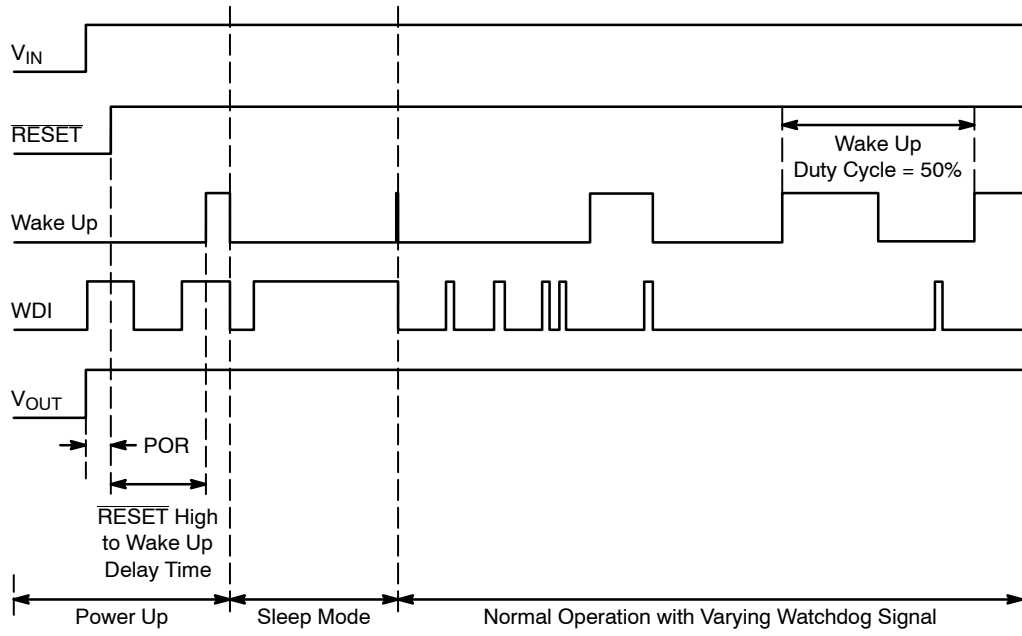 VIN
RESET
Wake Up
Duty Cycle = 50%
Wake Up
WDI
VOUT
POR
RESET High
to Wake Up
Delay Time
Power Up
Sleep Mode
Normal Operation with Varying Watchdog Signal